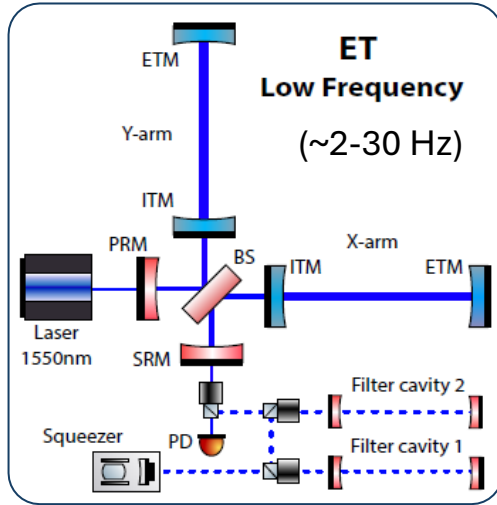 ETM
ET
Low Frequency
(~2-30 Hz)
Y-arm
ITM
PRM
BS
X-arm
ITM
ETM
Laser
1550nm
SRM
Filter cavity 2
Squeezer
PD
Filter cavity 1